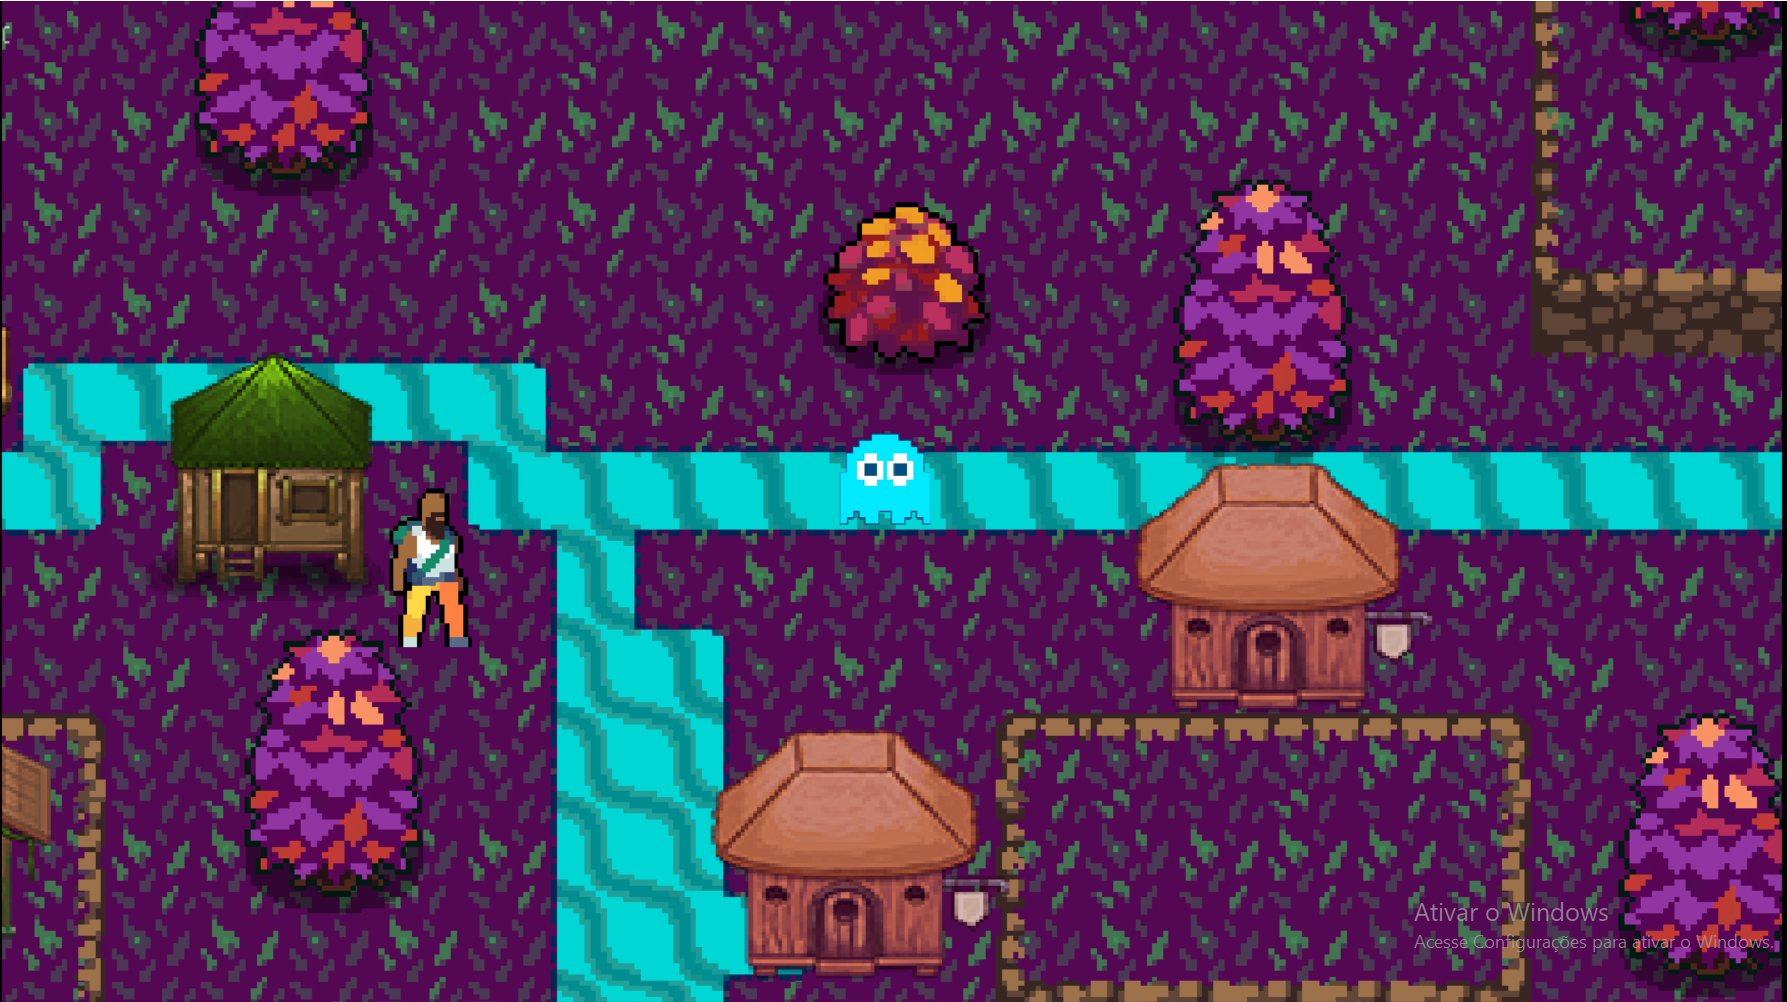 Ativar o Windows
Acesse Configurações para ativar o Windows.